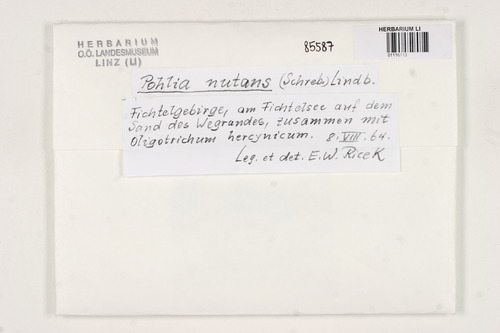 HERBARIUM
O.Ö. LANDESMUSEUM
LINZ (LI)
85587
HERBARIUM LI
Pohlia nutans (Schreb.) Lindb.
Fichtelgebirge, am Fichtelsee auf dem
Sand des Wegrandes, zusammen mit
Oligotrichum hercynicum. 8. VIII. 64.
Leg. et det. E.W. Ricek